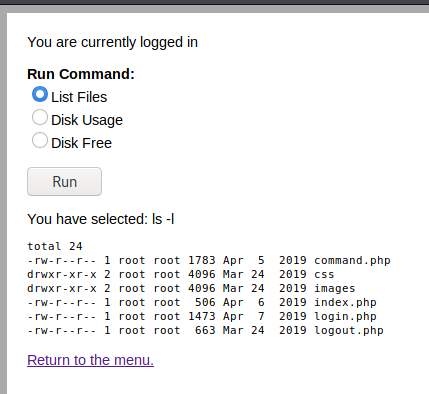 You are currently logged in
Run Command:
List Files
Disk Usage
Disk Free
Run
You have selected: ls -l
total 24
-rw-r--r-- 1 root root 1783 Apr  5  2019 command.php
drwxr-xr-x 2 root root 4096 Mar 24  2019 css
drwxr-xr-x 2 root root 4096 Mar 24  2019 images
-rw-r--r-- 1 root root  506 Apr  6  2019 index.php
-rw-r--r-- 1 root root 1473 Apr  7  2019 login.php
-rw-r--r-- 1 root root  663 Mar 24  2019 logout.php
Return to the menu.